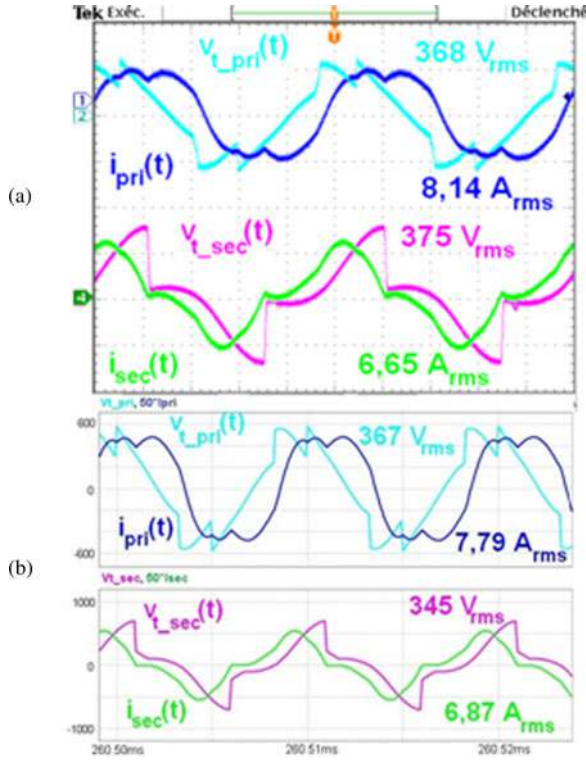 Tek Exéc. T Déclenché
(a)
v_t_pri(t) 368 V_rms
1
2
i_pri(t) 8,14 A_rms
v_t_sec(t) 375 V_rms
4
i_sec(t) 6,65 A_rms
(b)
Vt_pri, 50*Ipri
600
v_t_pri(t) 367 V_rms
0
i_pri(t) 7,79 A_rms
-600
Vt_sec, 50*Isec
1000
v_t_sec(t) 345 V_rms
0
i_sec(t) 6,87 A_rms
-1000
260.50ms 260.51ms 260.52ms